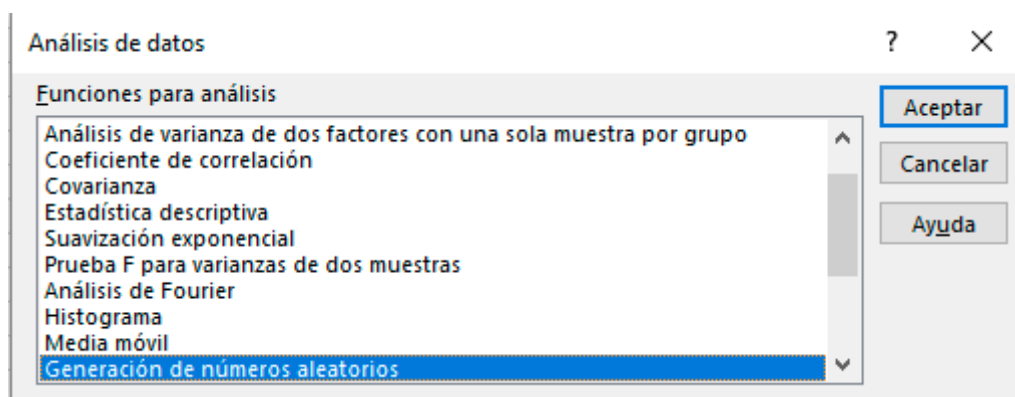 Análisis de datos
?
Funciones para análisis
Análisis de varianza de dos factores con una sola muestra por grupo
Coeficiente de correlación
Covarianza
Estadística descriptiva
Suavización exponencial
Prueba F para varianzas de dos muestras
Análisis de Fourier
Histograma
Media móvil
Generación de números aleatorios
Aceptar
Cancelar
Ayuda